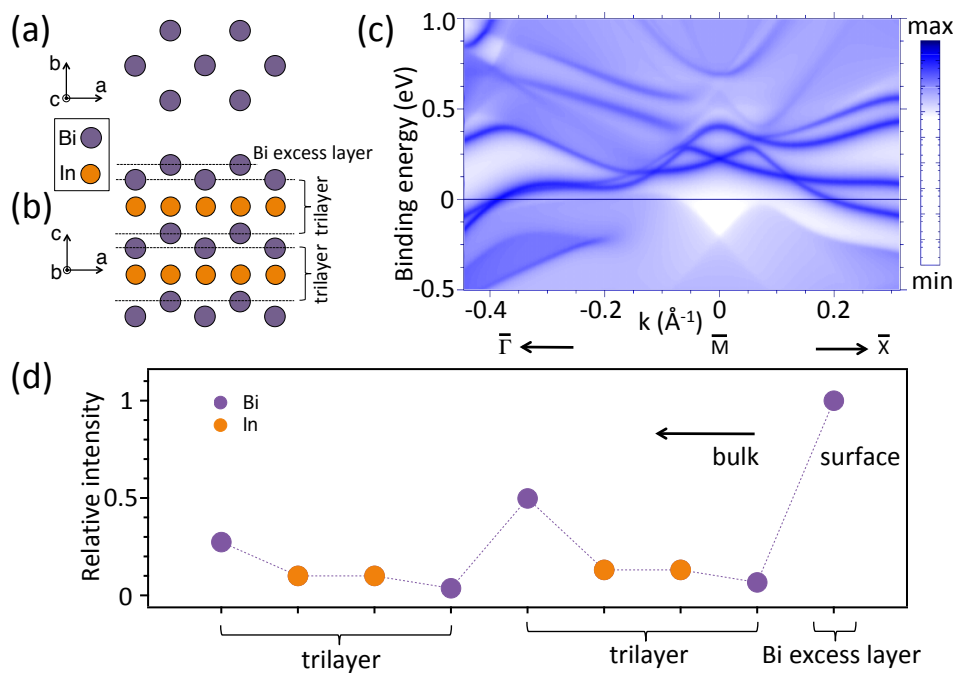 (a)
b
c
a
Bi
In
Bi excess layer
trilayer
trilayer
(b)
c
b
a
(c)
Binding energy (eV)
1.0
0.5
0
-0.5
-0.4
-0.2
0
0.2
k (Å⁻¹)
Γ̅
M̅
X̅
max
min
(d)
Relative intensity
1
0.5
0
Bi
In
bulk
surface
trilayer
trilayer
Bi excess layer